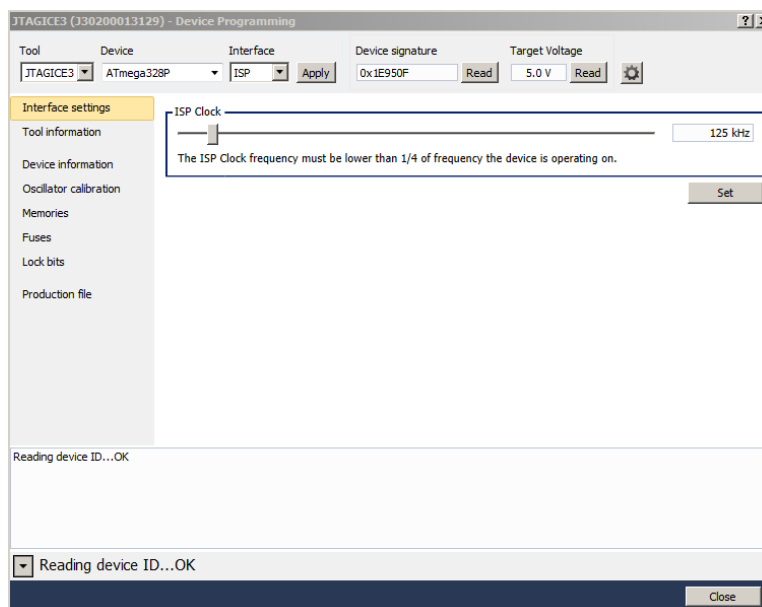 JTAGICE3 (J30200013129) - Device Programming
Tool Device Interface Device signature Target Voltage
JTAGICE3 ATmega328P ISP Apply 0x1E950F Read 5.0 V Read
Interface settings
Tool information
Device information
Oscillator calibration
Memories
Fuses
Lock bits
Production file
ISP Clock
125 kHz
The ISP Clock frequency must be lower than 1/4 of frequency the device is operating on.
Set
Reading device ID...OK
Reading device ID...OK
Close